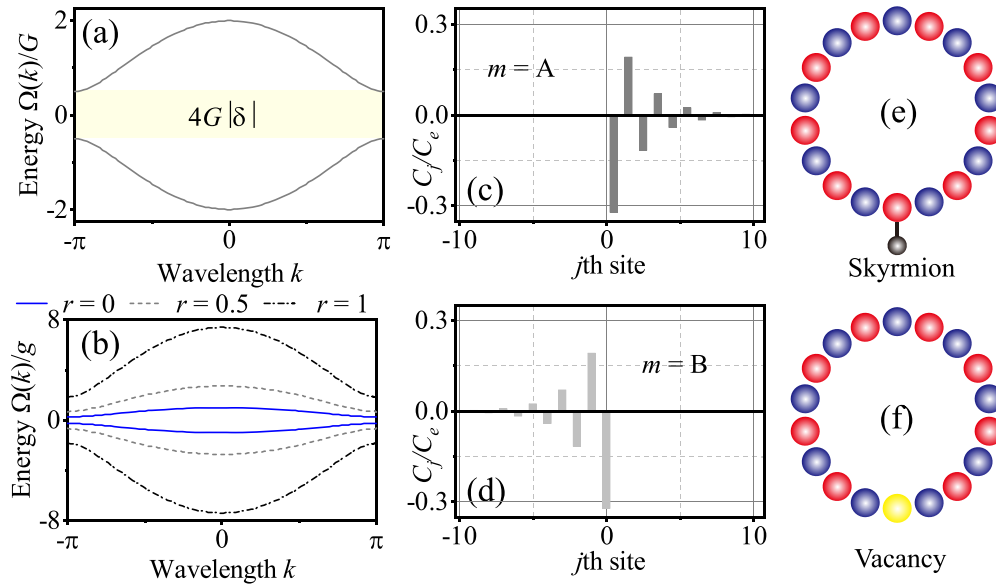 (a)
Energy Ω(k)/G
2
0
-2
4G |δ|
-π
0
π
Wavelength k
r = 0
r = 0.5
r = 1
(b)
Energy Ω(k)/g
8
0
-8
-π
0
π
Wavelength k
0.3
0.0
-0.3
C_j/C_e
m = A
(c)
-10
0
10
jth site
0.3
0.0
-0.3
C_j/C_e
m = B
(d)
-10
0
10
jth site
(e)
Skyrmion
(f)
Vacancy